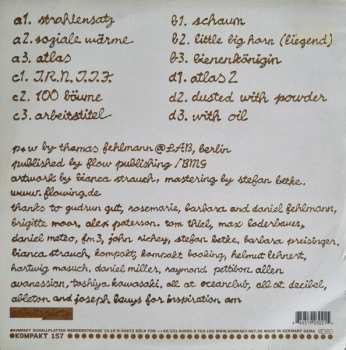 a1. strahlensatz
a2. soziale wärme
a3. atlas
c1. T.R.N.T.T.F.
c2. 100 bäume
c3. arbeitstitel
b1. schaum
b2. little big horn (liegend)
b3. bienenkönigin
d1. atlas 2
d2. dusted with powder
d3. with oil
p+w by thomas fehlmann @ LAB, berlin
published by flow publishing / BMG
artwork by bianca strauch, mastering by stefan betke.
www.flowing.de
thanks to gudrun gut, rosemarie, barbara and daniel fehlmann,
brigitte moor, alex paterson, tom thiel, max loderbauer,
daniel meteo, fm3, john richey, stefan betke, barbara preisinger,
bianca strauch, kompakt, kompakt booking, helmut lehnert,
hartwig masuch, daniel miller, raymond pettibon, allen
avanessian, toshiya kawasaki, all at oceanclub, all at decibel,
ableton and joseph beuys for inspiration am
KOMPAKT 157